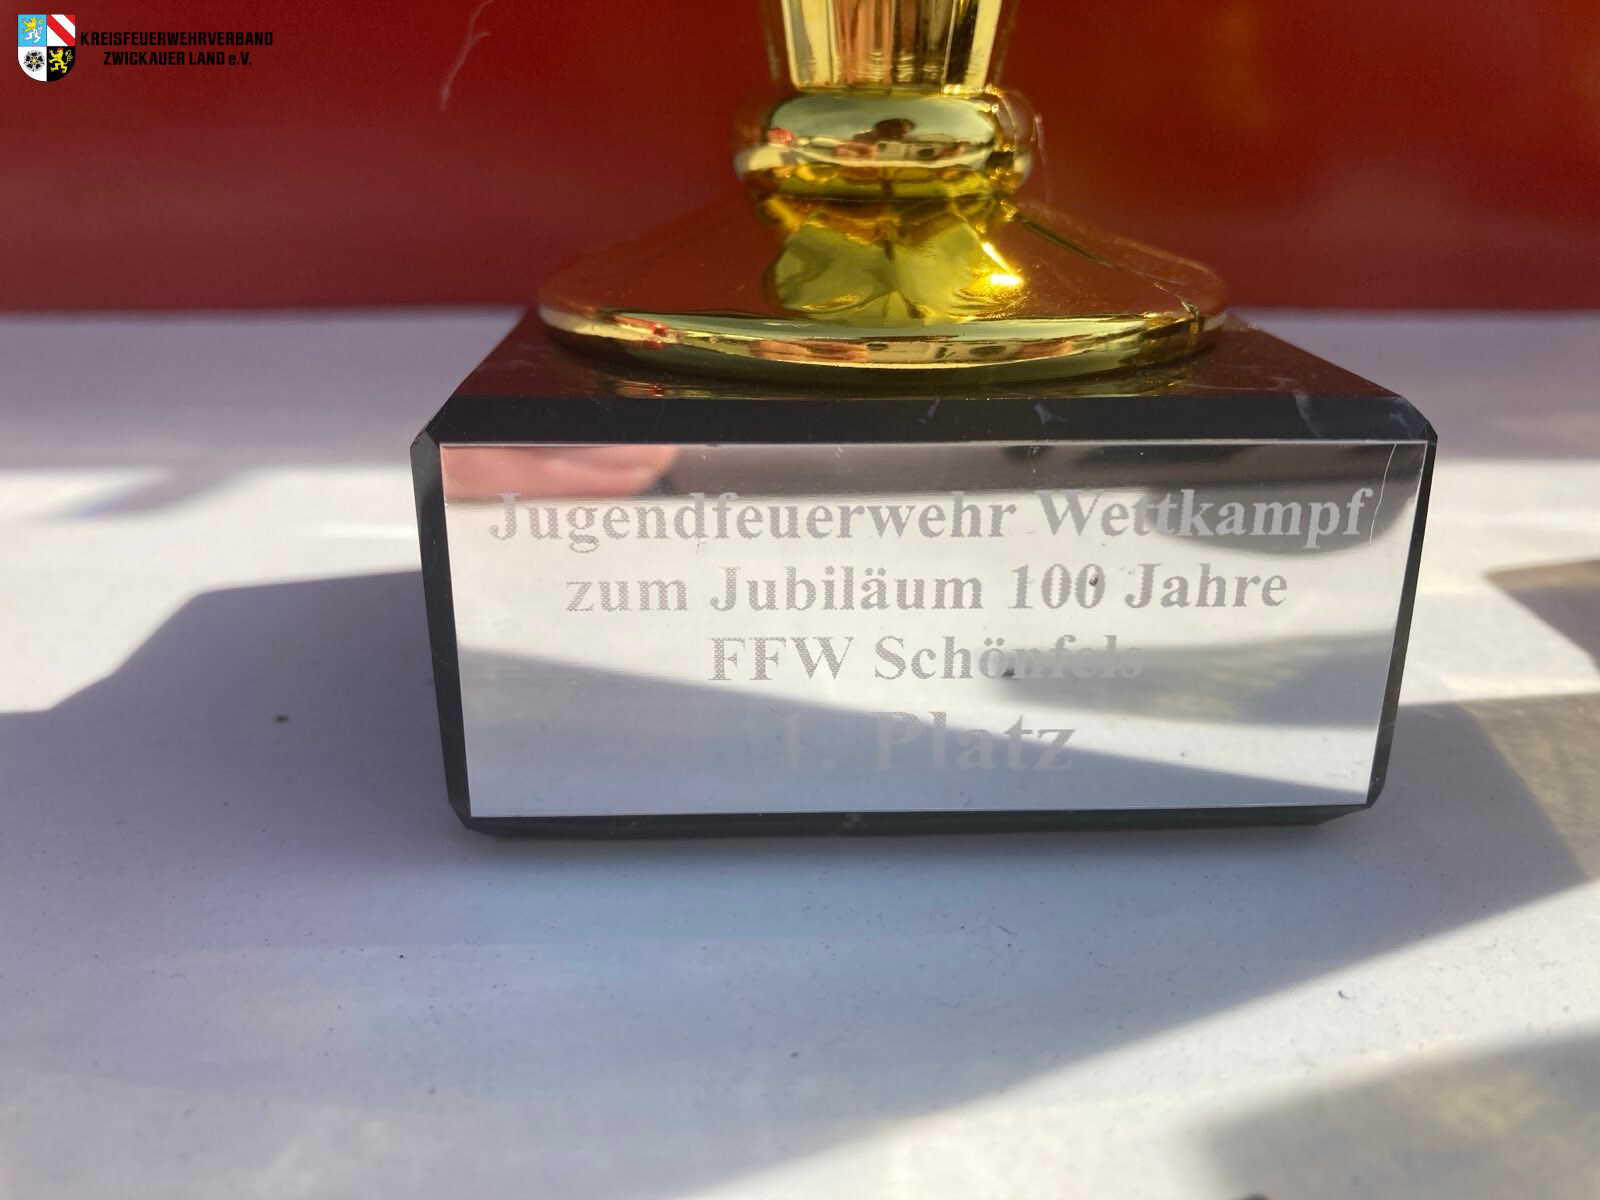 KREISFEUERWEHRVERBAND
ZWICKAUER LAND e.V.
Jugendfeuerwehr Wettkampf
zum Jubiläum 100 Jahre
FFW Schönfels
1. Platz